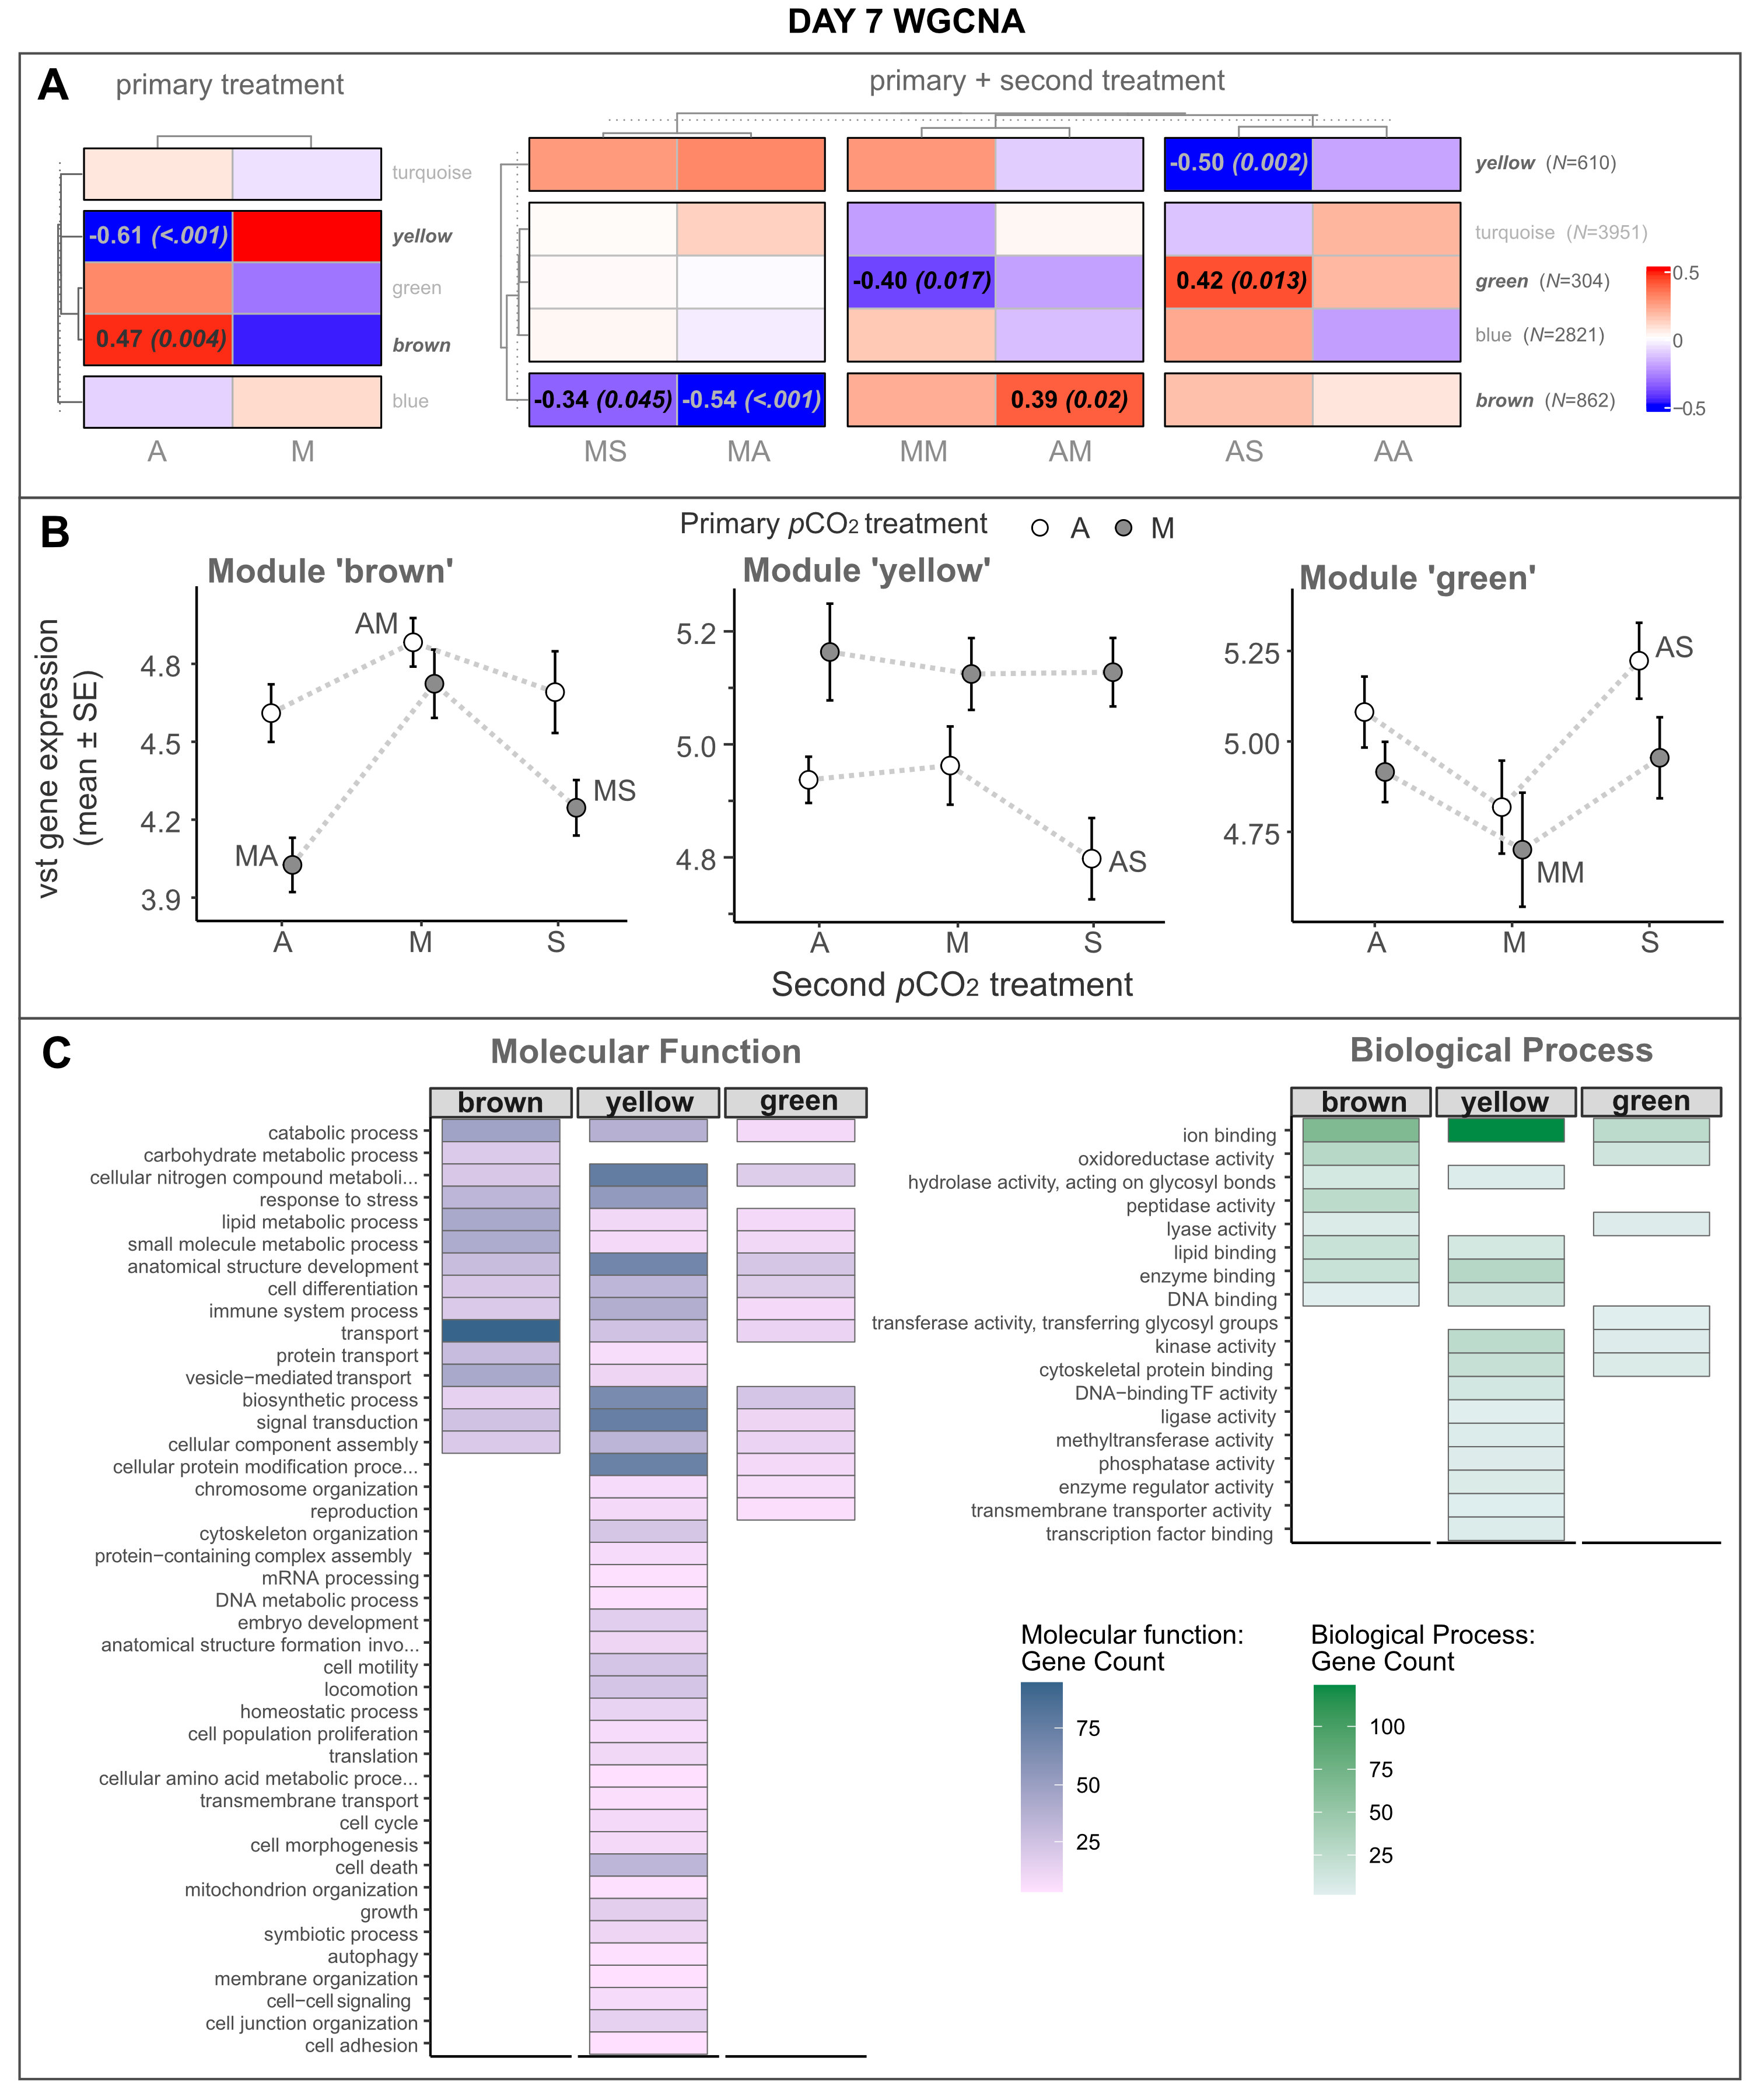 DAY 7 WGCNA
A
primary treatment
primary + second treatment
turquoise
-0.61 (<.001)
yellow
green
0.47 (0.004)
brown
blue
A M
-0.50 (0.002)
yellow (N=610)
turquoise (N=3951)
-0.40 (0.017)
0.42 (0.013)
green (N=304)
blue (N=2821)
-0.34 (0.045)
-0.54 (<.001)
0.39 (0.02)
brown (N=862)
MS MA MM AM AS AA
0.5
0
−0.5
B
Primary pCO2 treatment A M
Module 'brown'
Module 'yellow'
Module 'green'
vst gene expression
(mean ± SE)
4.8
4.5
4.2
3.9
AM
MA
MS
A M S
5.2
5.0
4.8
AS
A M S
5.25
5.00
4.75
AS
MM
A M S
Second pCO2 treatment
C
Molecular Function
brown yellow green
catabolic process
carbohydrate metabolic process
cellular nitrogen compound metaboli...
response to stress
lipid metabolic process
small molecule metabolic process
anatomical structure development
cell differentiation
immune system process
transport
protein transport
vesicle−mediated transport
biosynthetic process
signal transduction
cellular component assembly
cellular protein modification proce...
chromosome organization
reproduction
cytoskeleton organization
protein−containing complex assembly
mRNA processing
DNA metabolic process
embryo development
anatomical structure formation invo...
cell motility
locomotion
homeostatic process
cell population proliferation
translation
cellular amino acid metabolic proce...
transmembrane transport
cell cycle
cell morphogenesis
cell death
mitochondrion organization
growth
symbiotic process
autophagy
membrane organization
cell−cell signaling
cell junction organization
cell adhesion
Biological Process
brown yellow green
ion binding
oxidoreductase activity
hydrolase activity, acting on glycosyl bonds
peptidase activity
lyase activity
lipid binding
enzyme binding
DNA binding
transferase activity, transferring glycosyl groups
kinase activity
cytoskeletal protein binding
DNA−binding TF activity
ligase activity
methyltransferase activity
phosphatase activity
enzyme regulator activity
transmembrane transporter activity
transcription factor binding
Molecular function:
Gene Count
75
50
25
Biological Process:
Gene Count
100
75
50
25